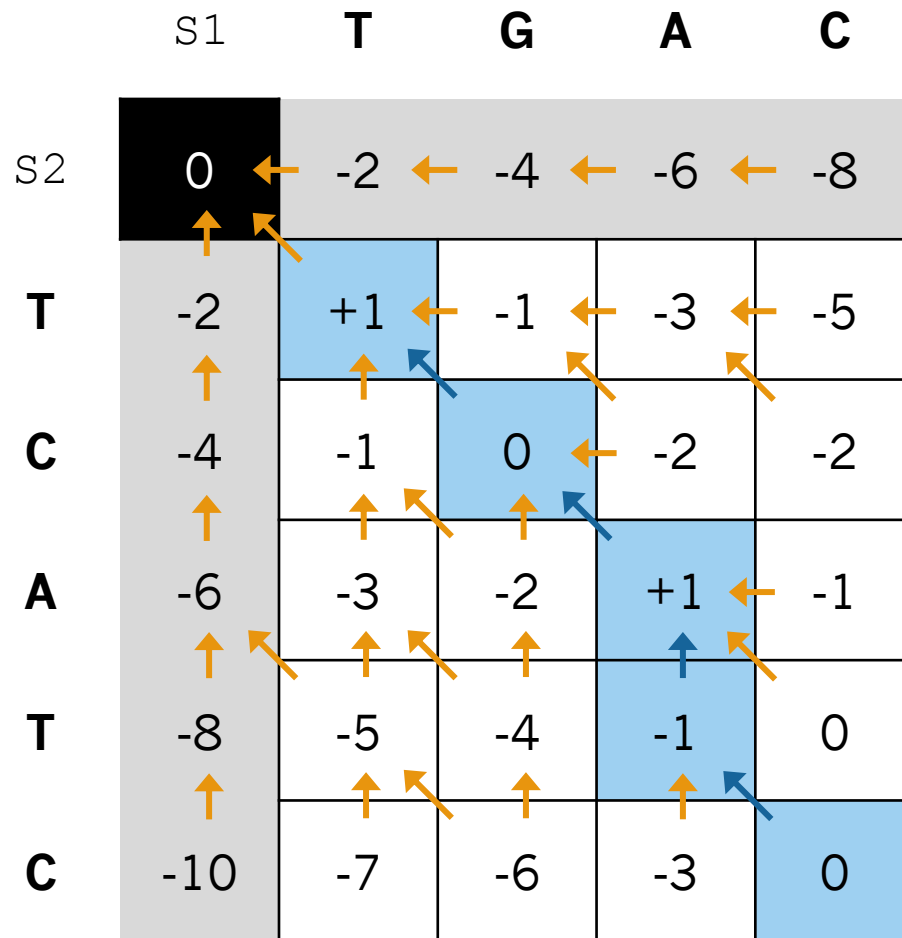 S1 T G A C
S2 0 -2 -4 -6 -8
T -2 +1 -1 -3 -5
C -4 -1 0 -2 -2
A -6 -3 -2 +1 -1
T -8 -5 -4 -1 0
C -10 -7 -6 -3 0